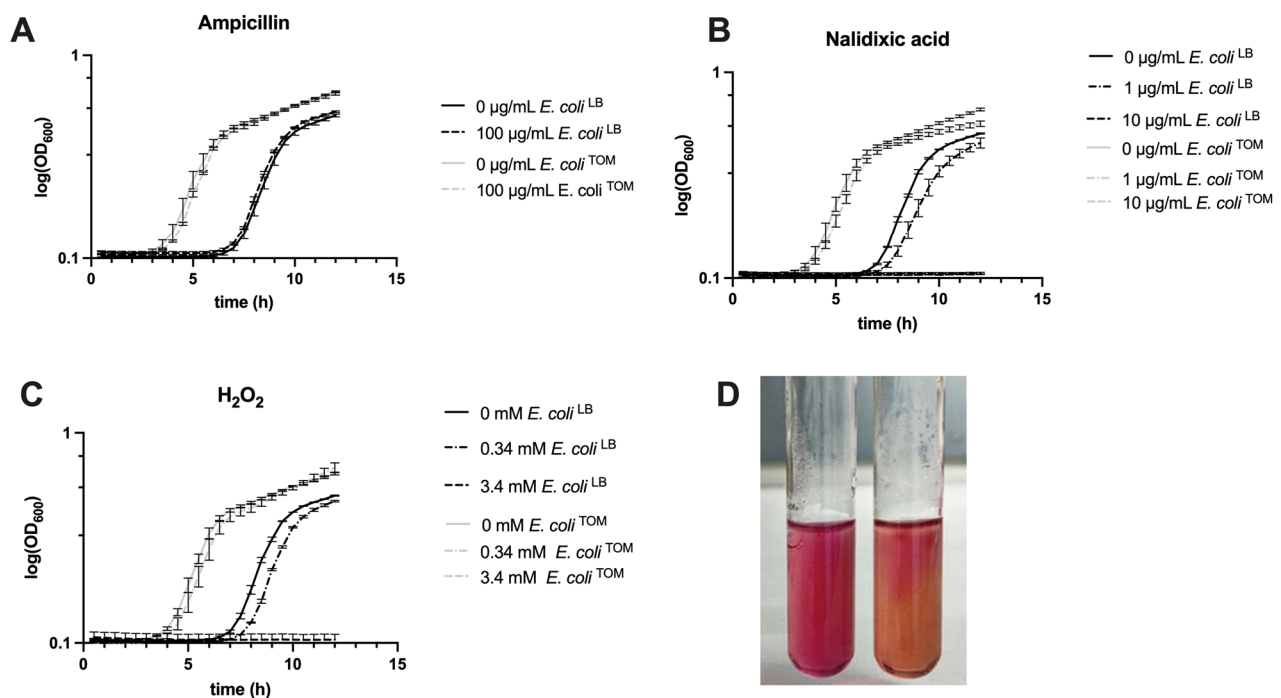 A
Ampicillin
log(OD600)
1
0.1
0
5
10
15
time (h)
0 µg/mL E. coli LB
100 µg/mL E. coli LB
0 µg/mL E. coli TOM
100 µg/mL E. coli TOM
B
Nalidixic acid
log(OD600)
1
0.1
0
5
10
15
time (h)
0 µg/mL E. coli LB
1 µg/mL E. coli LB
10 µg/mL E. coli LB
0 µg/mL E. coli TOM
1 µg/mL E. coli TOM
10 µg/mL E. coli TOM
C
H2O2
log(OD600)
1
0.1
0
5
10
15
time (h)
0 mM E. coli LB
0.34 mM E. coli LB
3.4 mM E. coli LB
0 mM E. coli TOM
0.34 mM E. coli TOM
3.4 mM E. coli TOM
D